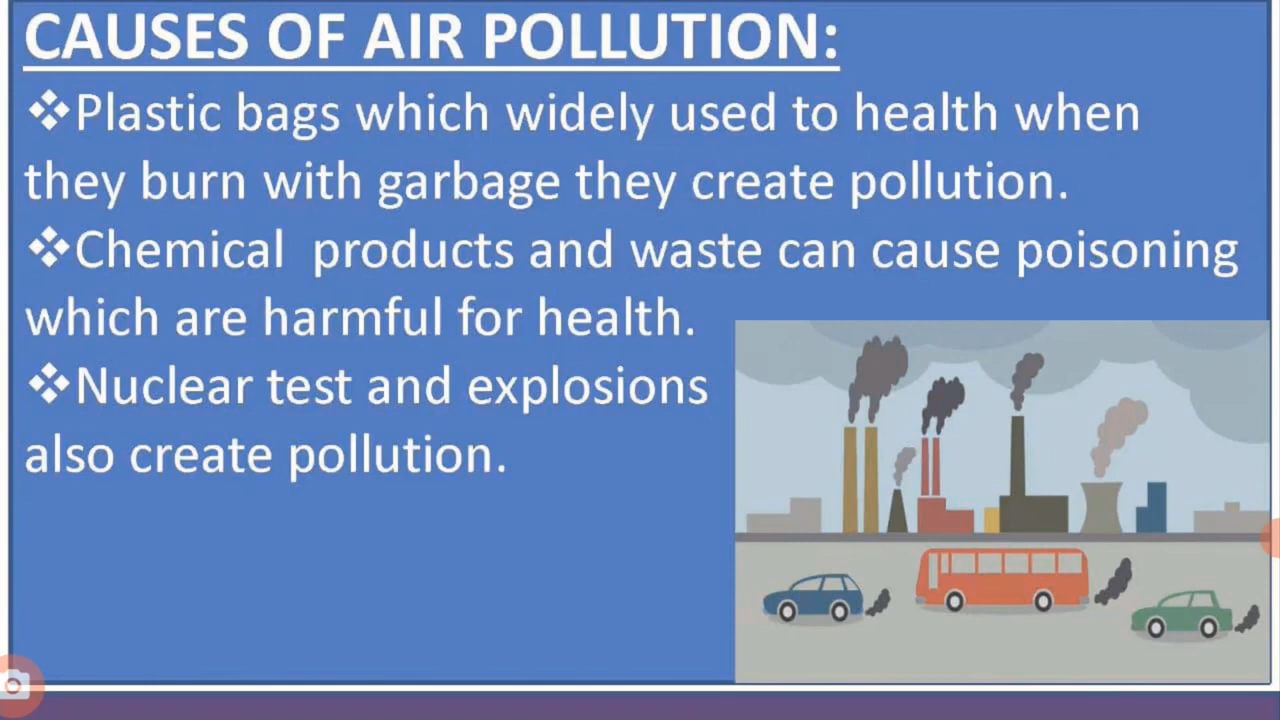 CAUSES OF AIR POLLUTION:
❖Plastic bags which widely used to health when
they burn with garbage they create pollution.
❖Chemical  products and waste can cause poisoning
which are harmful for health.
❖Nuclear test and explosions
also create pollution.